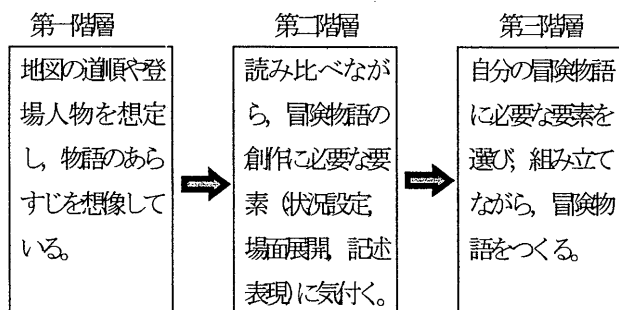 第一階層
地図の道順や登
場人物を想定
し，物語のあら
すじを想像して
いる。
第二階層
読み比べなが
ら，冒険物語の
創作に必要な要
素（状況設定，
場面展開，記述
表現）に気付く。
第三階層
自分の冒険物語
に必要な要素を
選び，組み立て
ながら，冒険物
語をつくる。